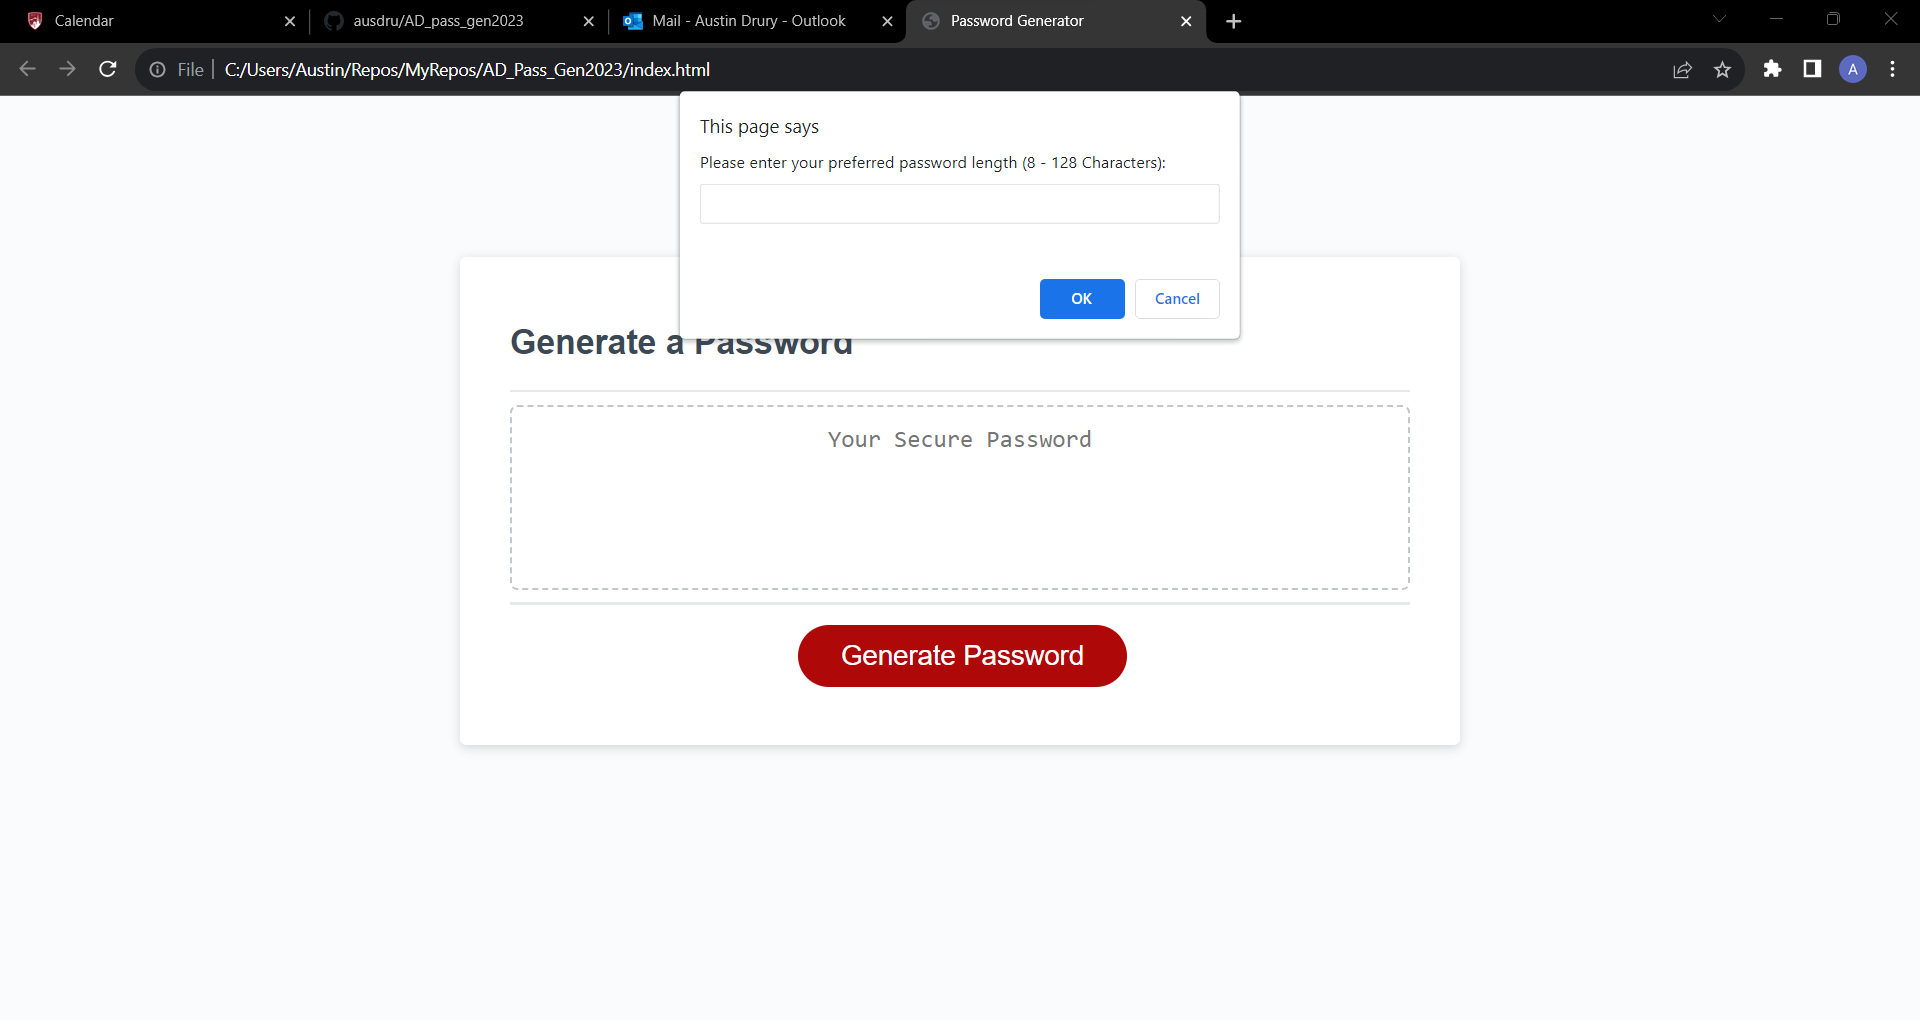 Calendar
ausdru/AD_pass_gen2023
Mail - Austin Drury - Outlook
Password Generator
File
C:/Users/Austin/Repos/MyRepos/AD_Pass_Gen2023/index.html
A
This page says
Please enter your preferred password length (8 - 128 Characters):
OK
Cancel
Generate a Password
Your Secure Password
Generate Password